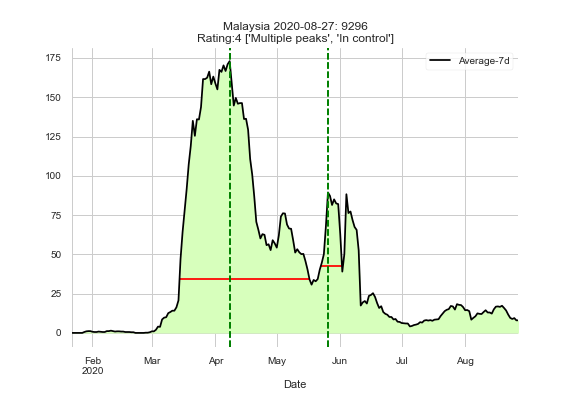 Malaysia 2020-08-27: 9296
Rating:4 ['Multiple peaks', 'In control']
Average-7d
175
150
125
100
75
50
25
0
Feb Mar Apr May Jun Jul Aug
2020
Date